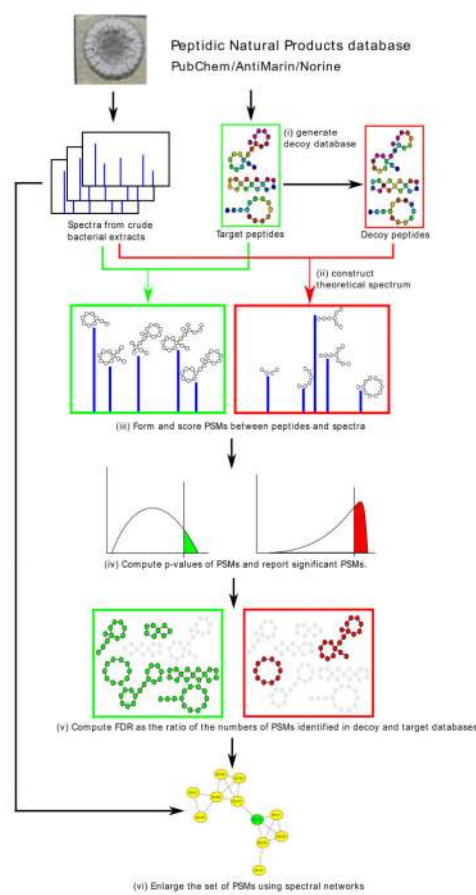 Peptidic Natural Products database
PubChem/AntiMarin/Norine
(i) generate
decoy database
Spectra from crude
bacterial extracts
Target peptides
Decoy peptides
(ii) construct
theoretical spectrum
(iii) Form and score PSMs between peptides and spectra
(iv) Compute p-values of PSMs and report significant PSMs.
(v) Compute FDR as the ratio of the numbers of PSMs identified in decoy and target databases
(vi) Enlarge the set of PSMs using spectral networks